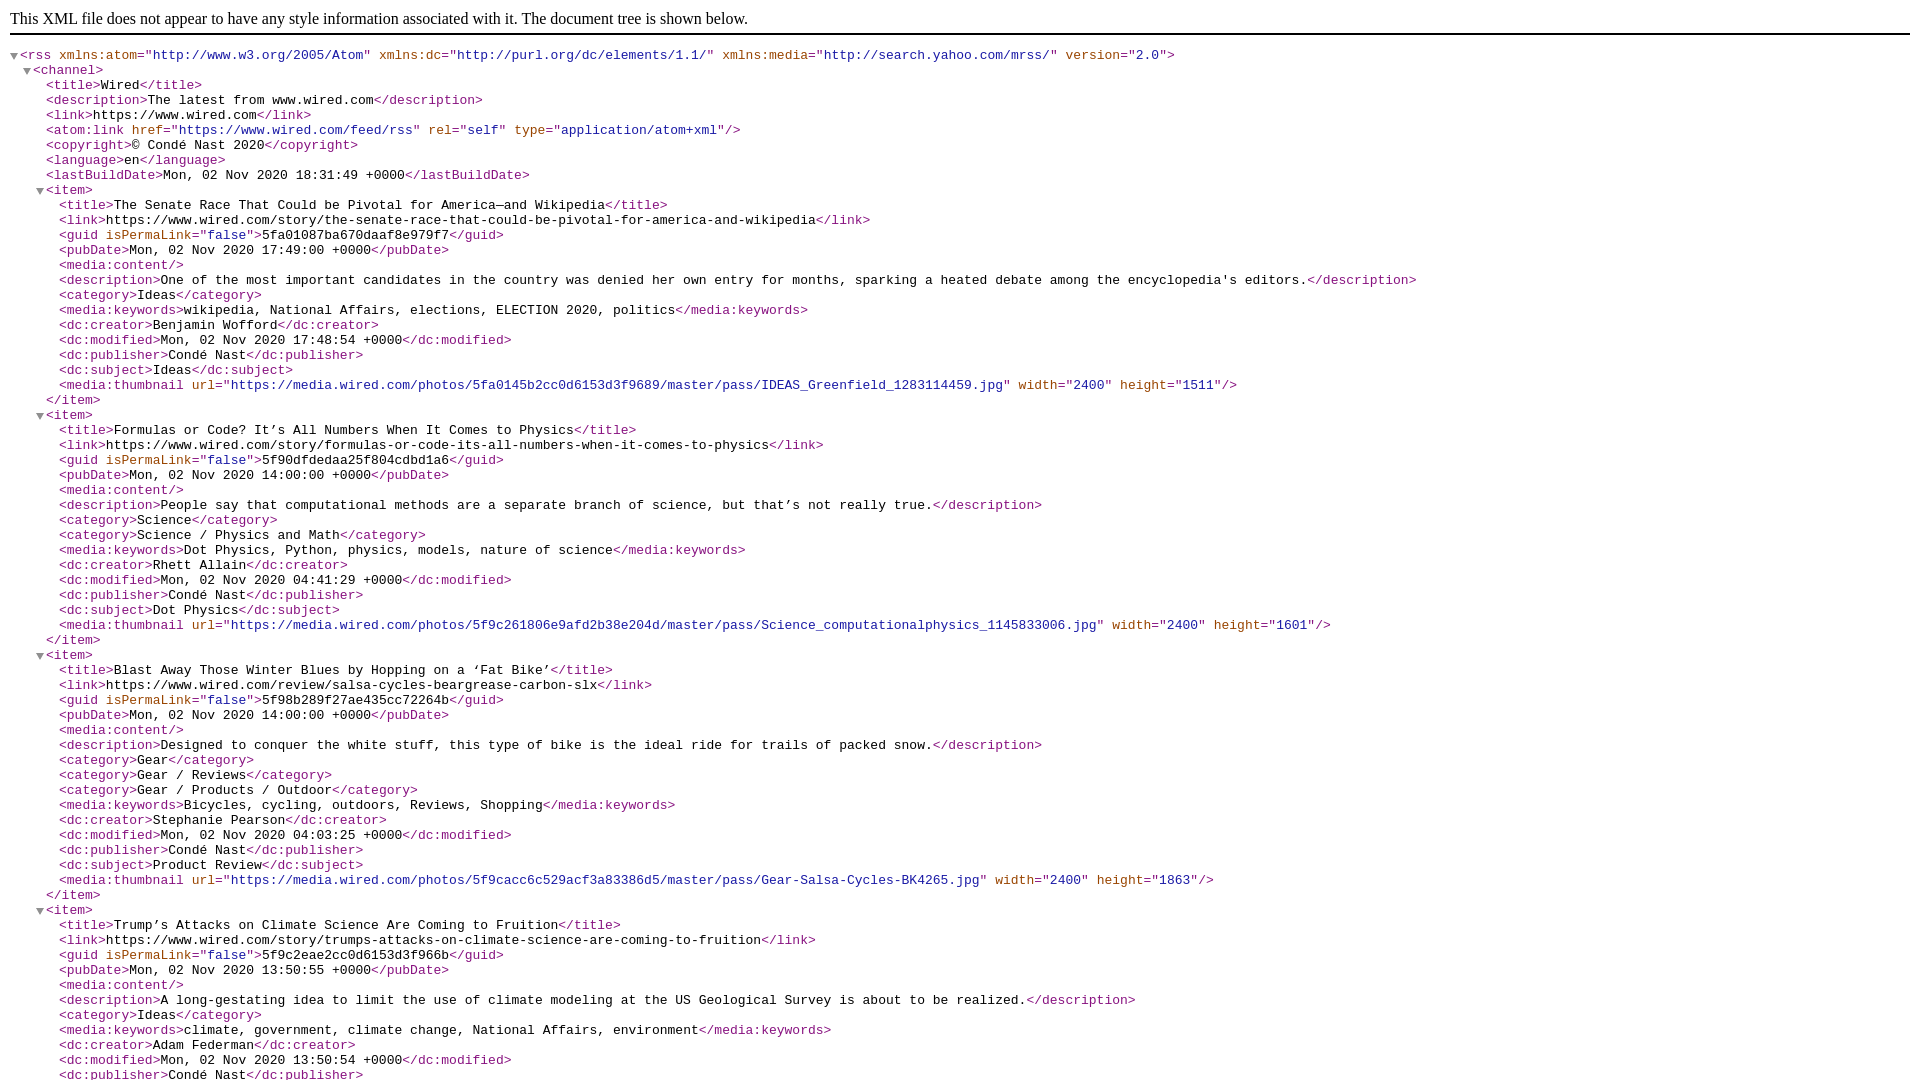 This XML file does not appear to have any style information associated with it. The document tree is shown below.
<rss xmlns:atom="http://www.w3.org/2005/Atom" xmlns:dc="http://purl.org/dc/elements/1.1/" xmlns:media="http://search.yahoo.com/mrss/" version="2.0">
<channel>
<title>Wired</title>
<description>The latest from www.wired.com</description>
<link>https://www.wired.com</link>
<atom:link href="https://www.wired.com/feed/rss" rel="self" type="application/atom+xml"/>
<copyright>© Condé Nast 2020</copyright>
<language>en</language>
<lastBuildDate>Mon, 02 Nov 2020 18:31:49 +0000</lastBuildDate>
<item>
<title>The Senate Race That Could be Pivotal for America—and Wikipedia</title>
<link>https://www.wired.com/story/the-senate-race-that-could-be-pivotal-for-america-and-wikipedia</link>
<guid isPermaLink="false">5fa01087ba670daaf8e979f7</guid>
<pubDate>Mon, 02 Nov 2020 17:49:00 +0000</pubDate>
<media:content/>
<description>One of the most important candidates in the country was denied her own entry for months, sparking a heated debate among the encyclopedia's editors.</description>
<category>Ideas</category>
<media:keywords>wikipedia, National Affairs, elections, ELECTION 2020, politics</media:keywords>
<dc:creator>Benjamin Wofford</dc:creator>
<dc:modified>Mon, 02 Nov 2020 17:48:54 +0000</dc:modified>
<dc:publisher>Condé Nast</dc:publisher>
<dc:subject>Ideas</dc:subject>
<media:thumbnail url="https://media.wired.com/photos/5fa0145b2cc0d6153d3f9689/master/pass/IDEAS_Greenfield_1283114459.jpg" width="2400" height="1511"/>
</item>
<item>
<title>Formulas or Code? It’s All Numbers When It Comes to Physics</title>
<link>https://www.wired.com/story/formulas-or-code-its-all-numbers-when-it-comes-to-physics</link>
<guid isPermaLink="false">5f90dfdedaa25f804cdbd1a6</guid>
<pubDate>Mon, 02 Nov 2020 14:00:00 +0000</pubDate>
<media:content/>
<description>People say that computational methods are a separate branch of science, but that’s not really true.</description>
<category>Science</category>
<category>Science / Physics and Math</category>
<media:keywords>Dot Physics, Python, physics, models, nature of science</media:keywords>
<dc:creator>Rhett Allain</dc:creator>
<dc:modified>Mon, 02 Nov 2020 04:41:29 +0000</dc:modified>
<dc:publisher>Condé Nast</dc:publisher>
<dc:subject>Dot Physics</dc:subject>
<media:thumbnail url="https://media.wired.com/photos/5f9c261806e9afd2b38e204d/master/pass/Science_computationalphysics_1145833006.jpg" width="2400" height="1601"/>
</item>
<item>
<title>Blast Away Those Winter Blues by Hopping on a ‘Fat Bike’</title>
<link>https://www.wired.com/review/salsa-cycles-beargrease-carbon-slx</link>
<guid isPermaLink="false">5f98b289f27ae435cc72264b</guid>
<pubDate>Mon, 02 Nov 2020 14:00:00 +0000</pubDate>
<media:content/>
<description>Designed to conquer the white stuff, this type of bike is the ideal ride for trails of packed snow.</description>
<category>Gear</category>
<category>Gear / Reviews</category>
<category>Gear / Products / Outdoor</category>
<media:keywords>Bicycles, cycling, outdoors, Reviews, Shopping</media:keywords>
<dc:creator>Stephanie Pearson</dc:creator>
<dc:modified>Mon, 02 Nov 2020 04:03:25 +0000</dc:modified>
<dc:publisher>Condé Nast</dc:publisher>
<dc:subject>Product Review</dc:subject>
<media:thumbnail url="https://media.wired.com/photos/5f9cacc6c529acf3a83386d5/master/pass/Gear-Salsa-Cycles-BK4265.jpg" width="2400" height="1863"/>
</item>
<item>
<title>Trump’s Attacks on Climate Science Are Coming to Fruition</title>
<link>https://www.wired.com/story/trumps-attacks-on-climate-science-are-coming-to-fruition</link>
<guid isPermaLink="false">5f9c2eae2cc0d6153d3f966b</guid>
<pubDate>Mon, 02 Nov 2020 13:50:55 +0000</pubDate>
<media:content/>
<description>A long-gestating idea to limit the use of climate modeling at the US Geological Survey is about to be realized.</description>
<category>Ideas</category>
<media:keywords>climate, government, climate change, National Affairs, environment</media:keywords>
<dc:creator>Adam Federman</dc:creator>
<dc:modified>Mon, 02 Nov 2020 13:50:54 +0000</dc:modified>
<dc:publisher>Condé Nast</dc:publisher>